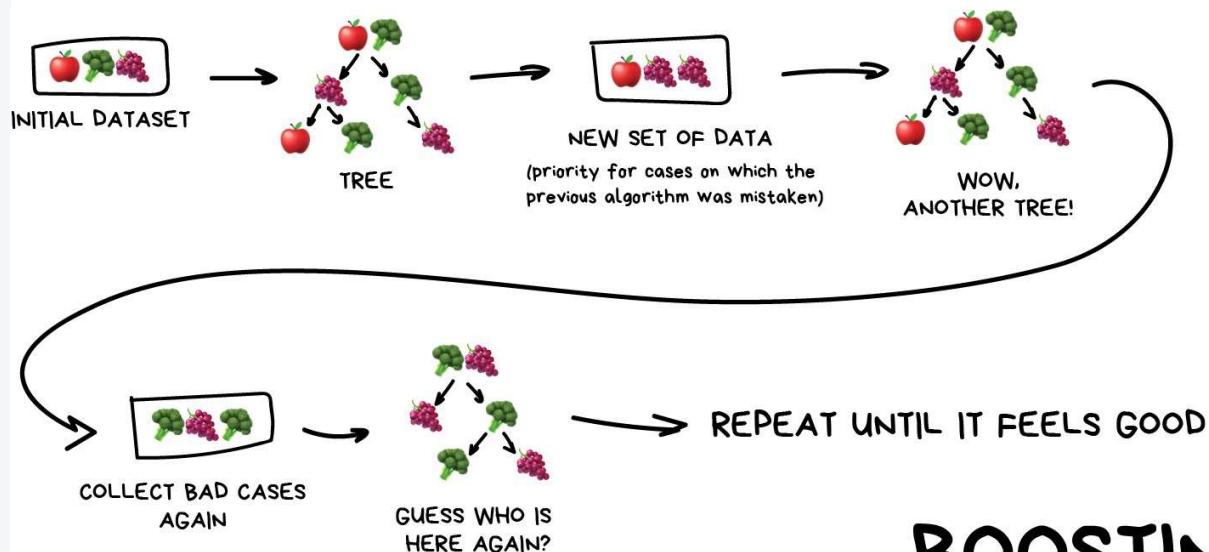 INITIAL DATASET
TREE
NEW SET OF DATA
(priority for cases on which the
previous algorithm was mistaken)
WOW,
ANOTHER TREE!
COLLECT BAD CASES
AGAIN
GUESS WHO IS
HERE AGAIN?
REPEAT UNTIL IT FEELS GOOD